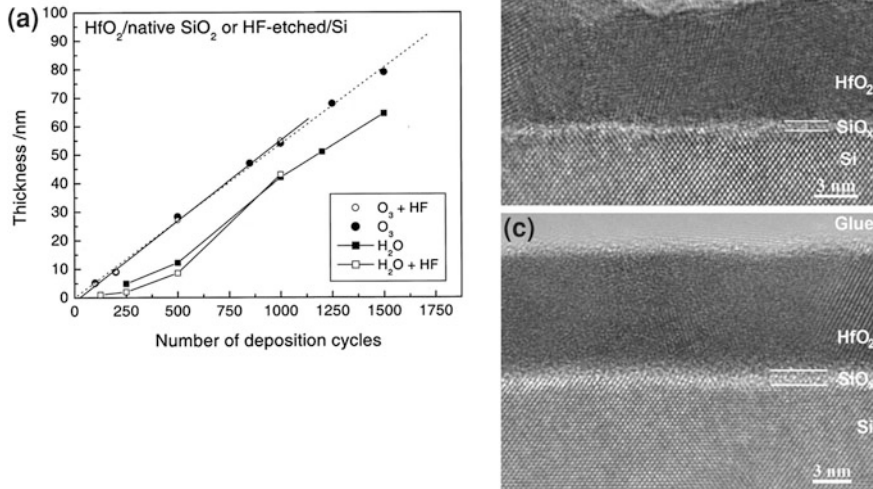 (a)
HfO₂/native SiO₂ or HF-etched/Si
Thickness /nm
100
90
80
70
60
50
40
30
20
10
0
0 250 500 750 1000 1250 1500 1750
Number of deposition cycles
O₃ + HF
O₃
H₂O
H₂O + HF
HfO₂
SiOₓ
Si
3 nm
(c)
Glue
HfO₂
SiOₓ
Si
3 nm